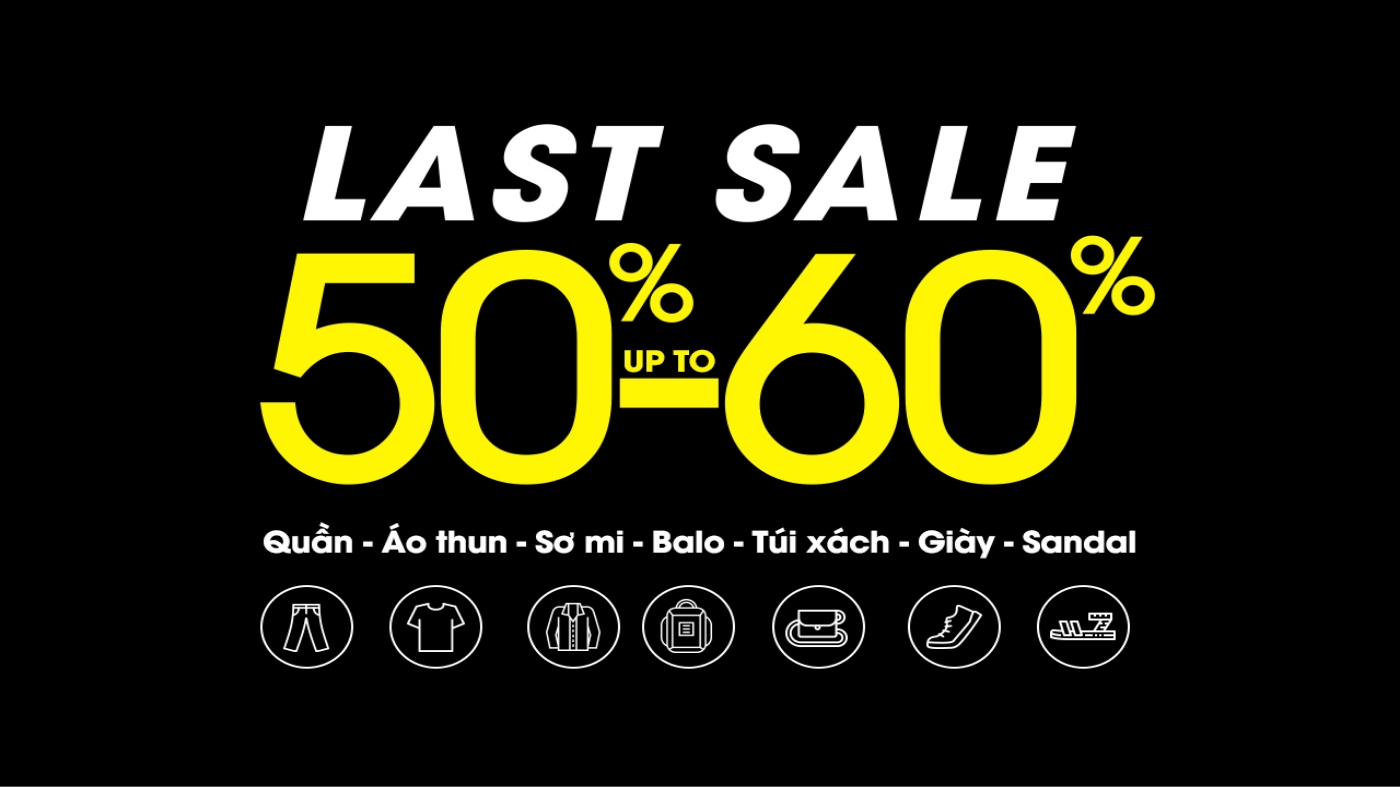 LAST SALE
50% UP TO - 60%
Quần - Áo thun - Sơ mi - Balo - Túi xách - Giày - Sandal